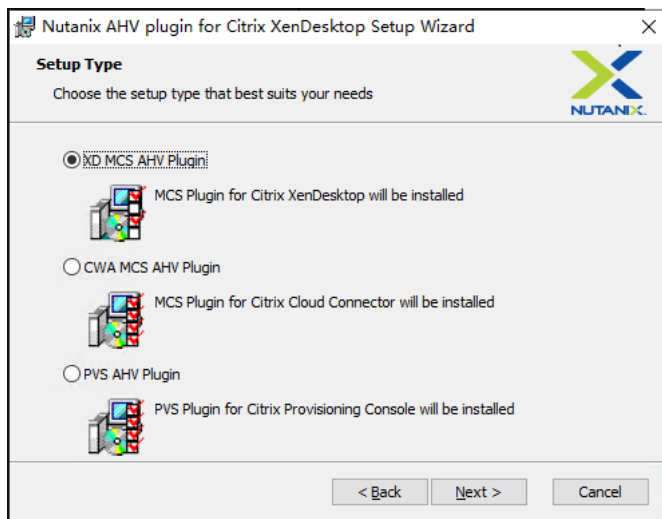 Nutanix AHV plugin for Citrix XenDesktop Setup Wizard
Setup Type
Choose the setup type that best suits your needs
NUTANIX.
XD MCS AHV Plugin
MCS Plugin for Citrix XenDesktop will be installed
CWA MCS AHV Plugin
MCS Plugin for Citrix Cloud Connector will be installed
PVS AHV Plugin
PVS Plugin for Citrix Provisioning Console will be installed
< Back Next > Cancel